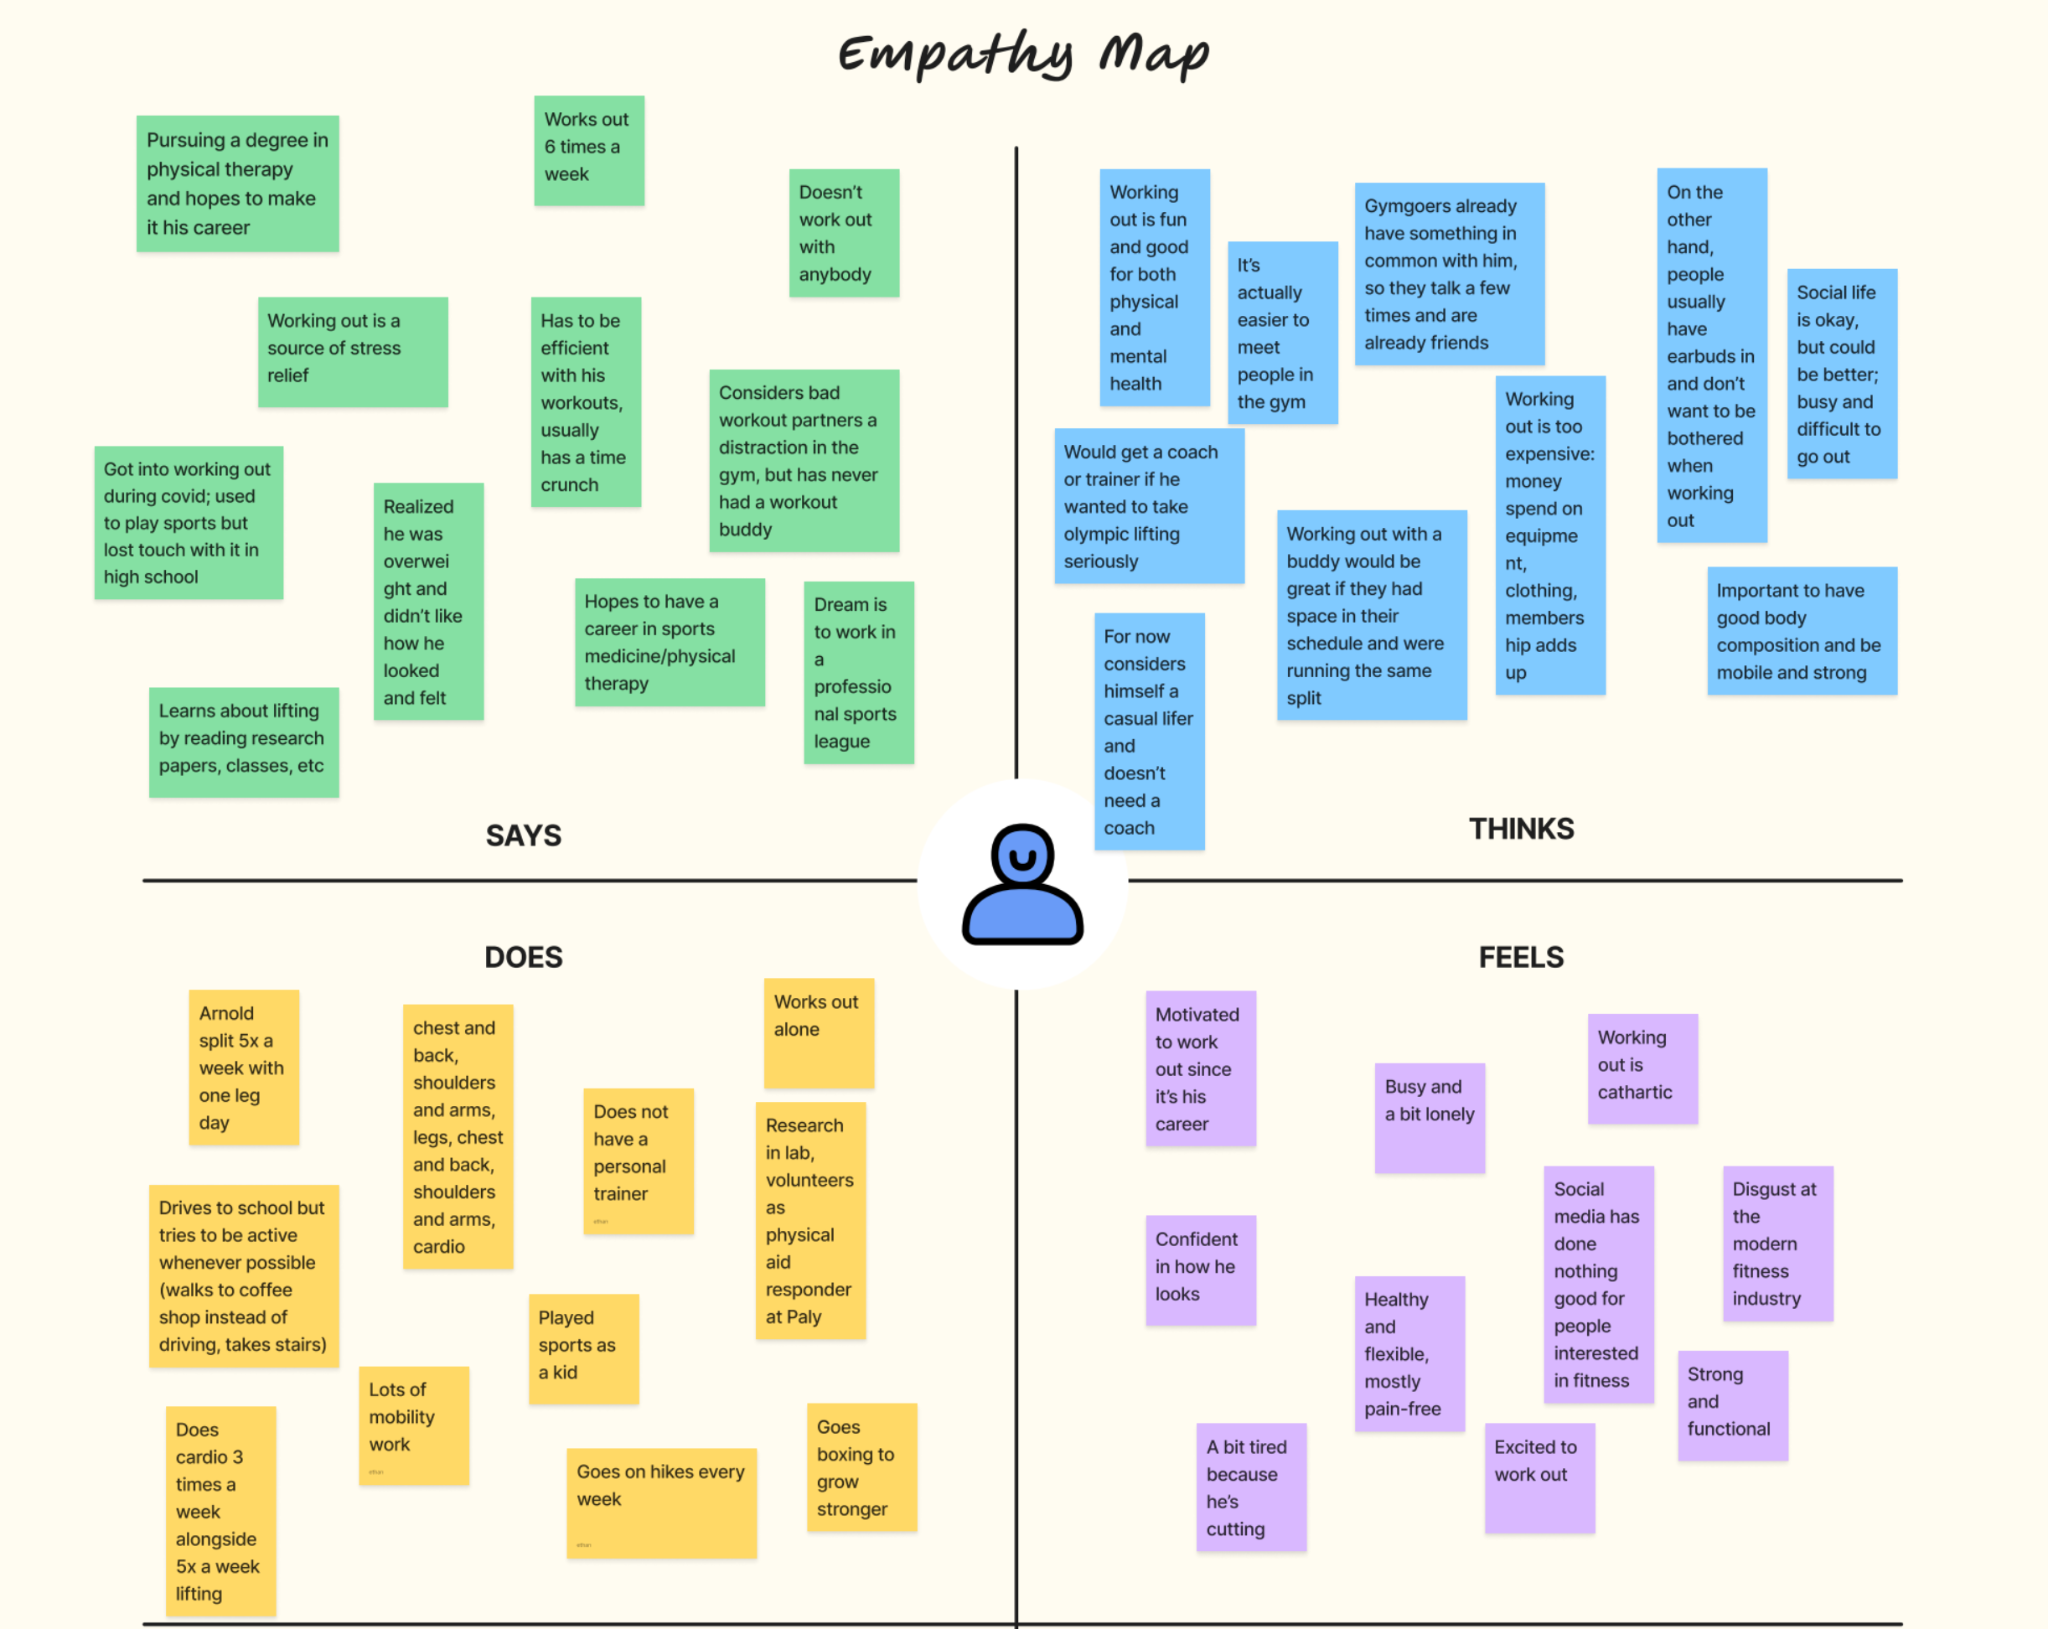 Empathy Map
Pursuing a degree in
physical therapy
and hopes to make
it his career
Works out
6 times a
week
Doesn't
work out
with
anybody
Working out is a
source of stress
relief
Has to be
efficient
with his
workouts,
usually
has a time
crunch
Considers bad
workout partners a
distraction in the
gym, but has never
had a workout
buddy
Got into working out
during covid; used
to play sports but
lost touch with it in
high school
Realized
he was
overwei
ght and
didn't like
how he
looked
and felt
Hopes to have a
career in sports
medicine/physical
therapy
Dream is
to work in
a
professio
nal sports
league
Learns about lifting
by reading research
papers, classes, etc
SAYS
Working
out is fun
and good
for both
physical
and
mental
health
It's
actually
easier to
meet
people in
the gym
Gymgoers already
have something in
common with him,
so they talk a few
times and are
already friends
On the
other
hand,
people
usually
have
earbuds in
and don't
want to be
bothered
when
working
out
Social life
is okay,
but could
be better;
busy and
difficult to
go out
Would get a coach
or trainer if he
wanted to take
olympic lifting
seriously
Working out with a
buddy would be
great if they had
space in their
schedule and were
running the same
split
Working
out is too
expensive:
money
spend on
equipme
nt,
clothing,
members
hip adds
up
Important to have
good body
composition and be
mobile and strong
For now
considers
himself a
casual lifer
and
doesn't
need a
coach
THINKS
DOES
Arnold
split 5x a
week with
one leg
day
chest and
back,
shoulders
and arms,
legs, chest
and back,
shoulders
and arms,
cardio
Works out
alone
Does not
have a
personal
trainer
ethan
Research
in lab,
volunteers
as
physical
aid
responder
at Paly
Drives to school but
tries to be active
whenever possible
(walks to coffee
shop instead of
driving, takes stairs)
Played
sports as
a kid
Lots of
mobility
work
ethan
Does
cardio 3
times a
week
alongside
5x a week
lifting
Goes on hikes every
week
ethan
Goes
boxing to
grow
stronger
FEELS
Motivated
to work
out since
it's his
career
Busy and
a bit lonely
Working
out is
cathartic
Confident
in how he
looks
Healthy
and
flexible,
mostly
pain-free
Social
media has
done
nothing
good for
people
interested
in fitness
Disgust at
the
modern
fitness
industry
Strong
and
functional
A bit tired
because
he's
cutting
Excited to
work out